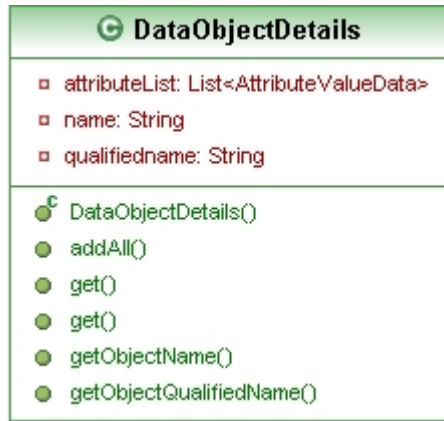 DataObjectDetails
attributeList: List<AttributeValueData>
name: String
qualifiedname: String
DataObjectDetails()
addAll()
get()
get()
getObjectName()
getObjectQualifiedName()